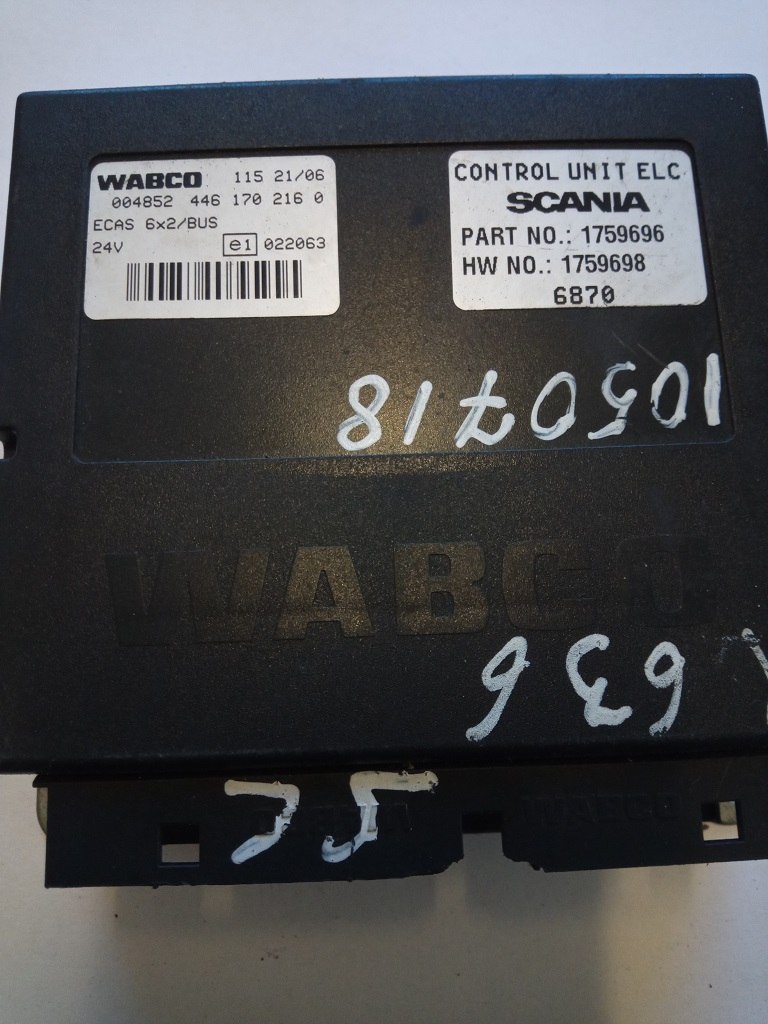 WABCO 115 21/06
004852 446 170 216 0
ECAS 6x2/BUS
24V e1 022063
CONTROL UNIT ELC
SCANIA
PART NO.: 1759696
HW NO.: 1759698
6870
1050718
WABCO
636
WABCO